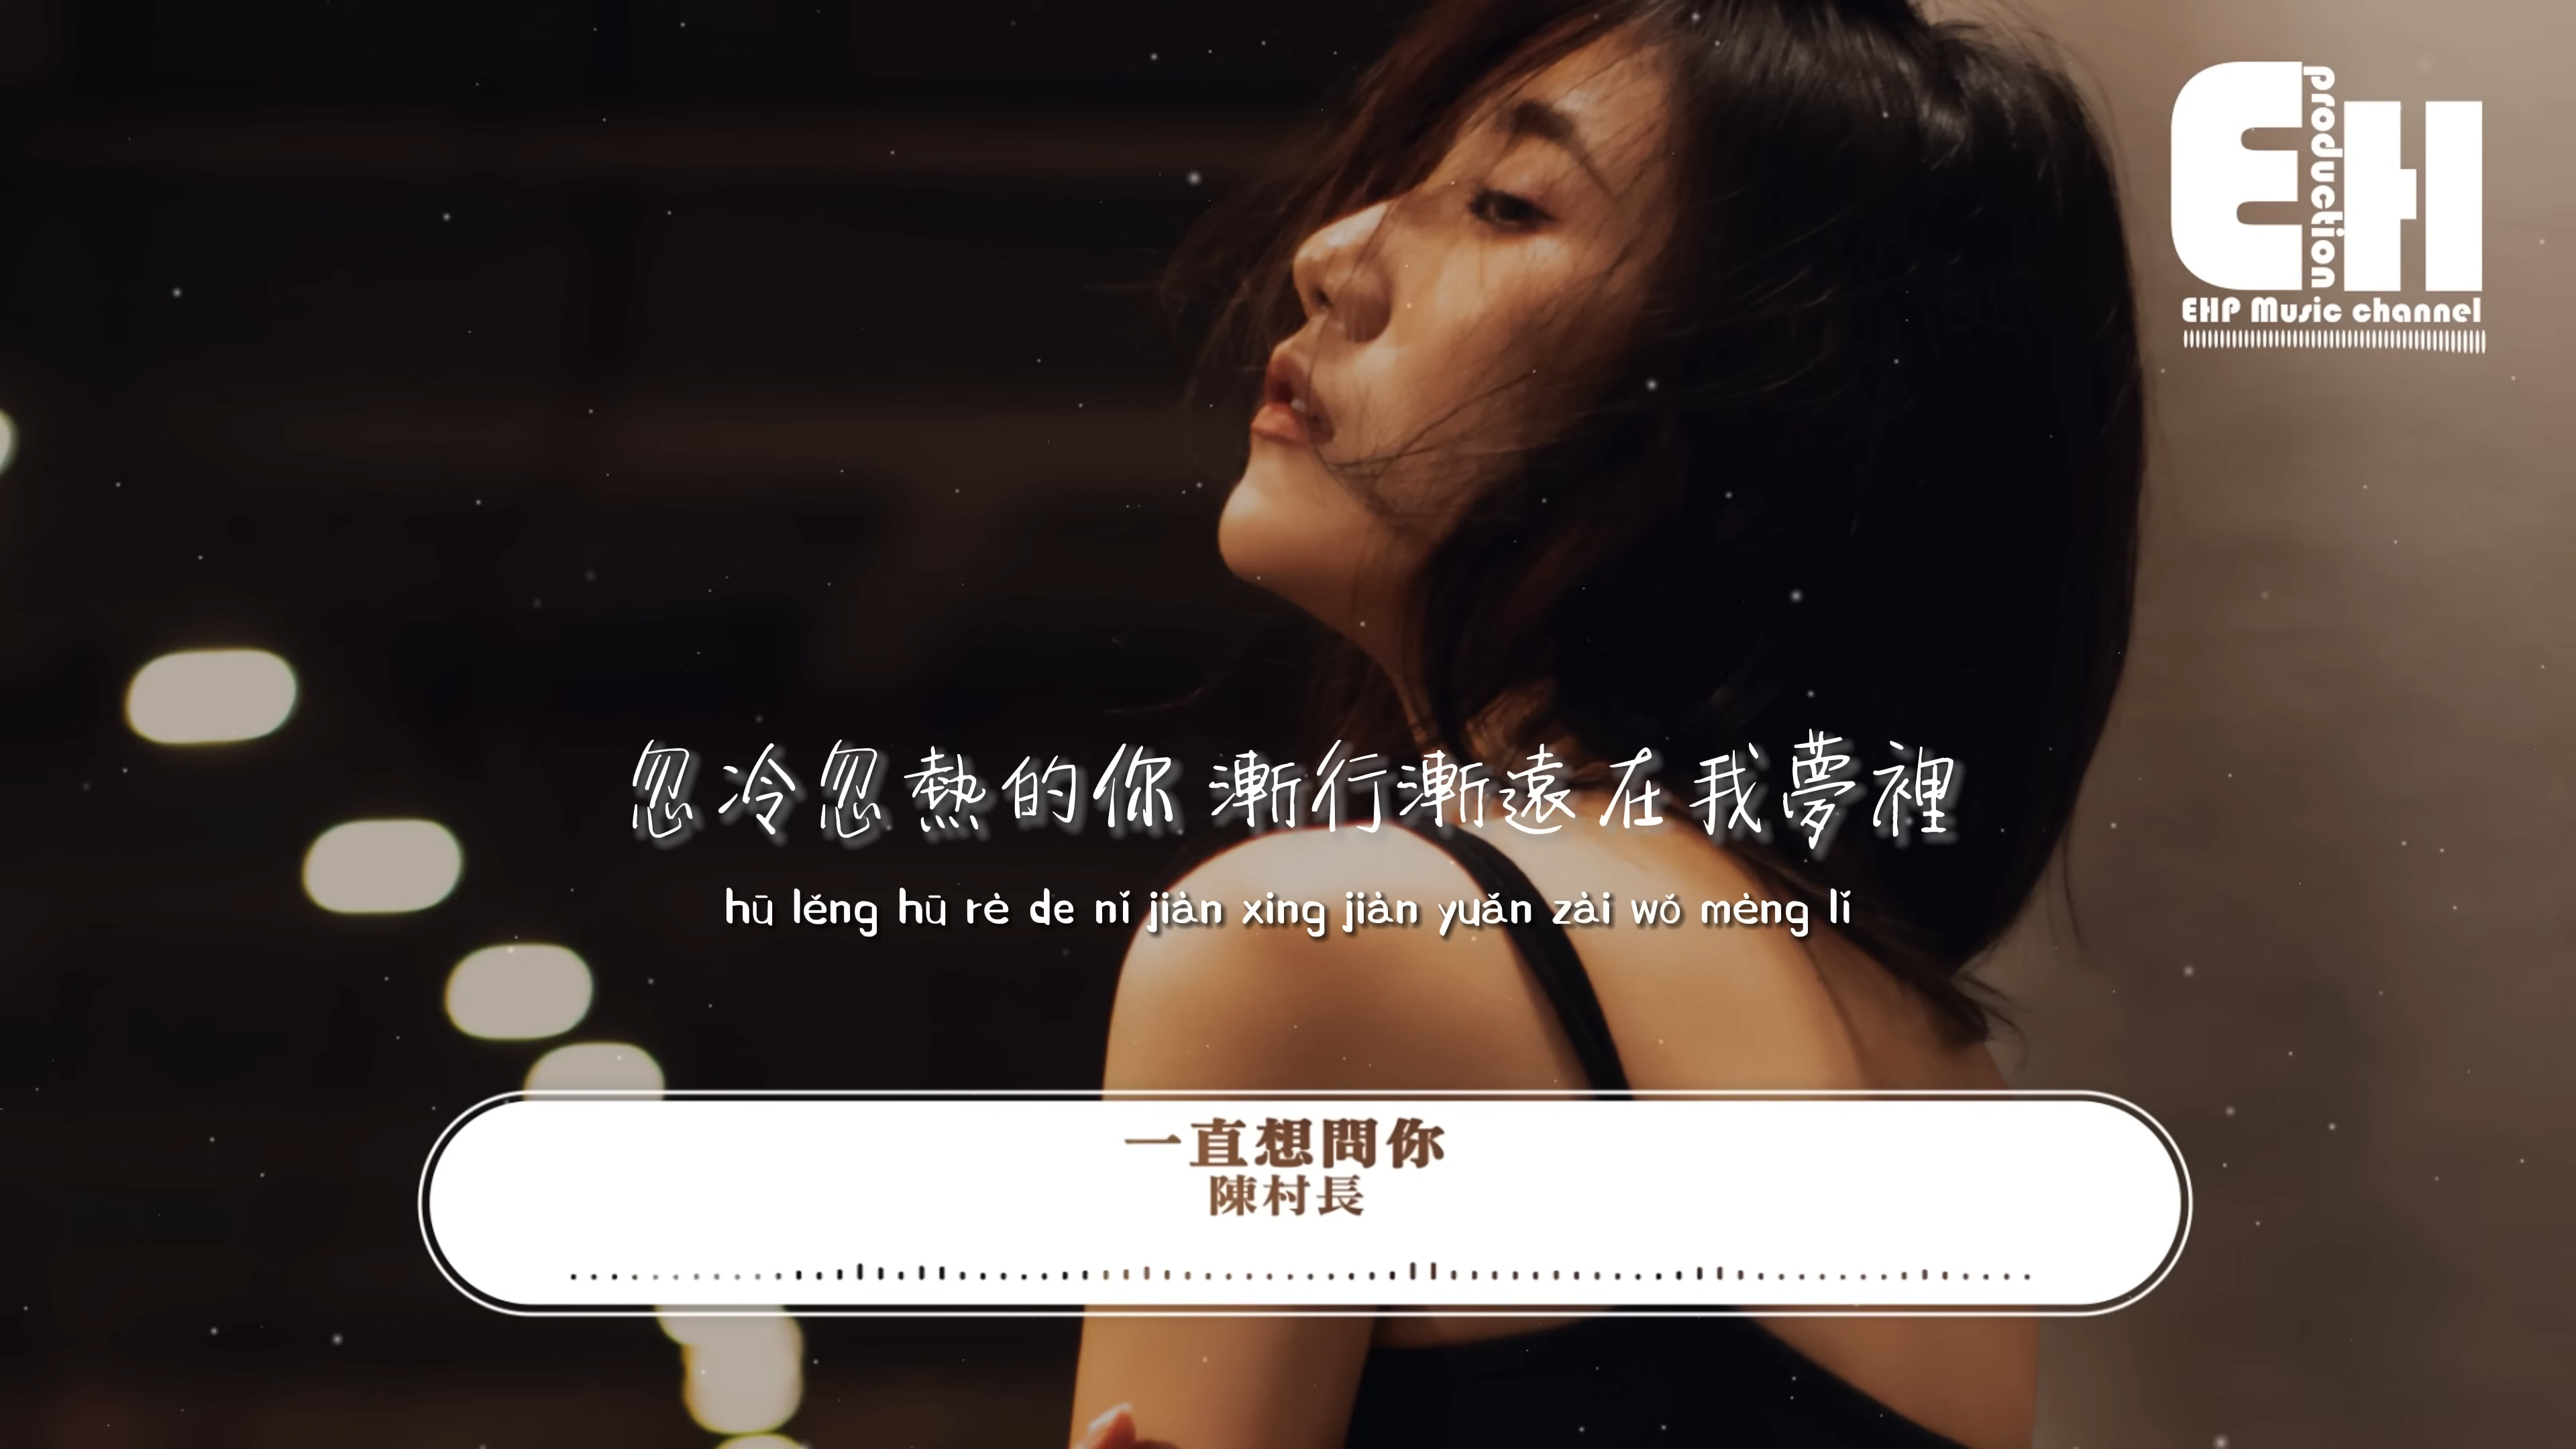 EH
production
EHP Music channel
忽冷忽熱的你 漸行漸遠在我夢裡
hū lěng hū rè de nǐ jiàn xing jiàn yuǎn zài wǒ mèng lǐ
一直想問你
陳村長